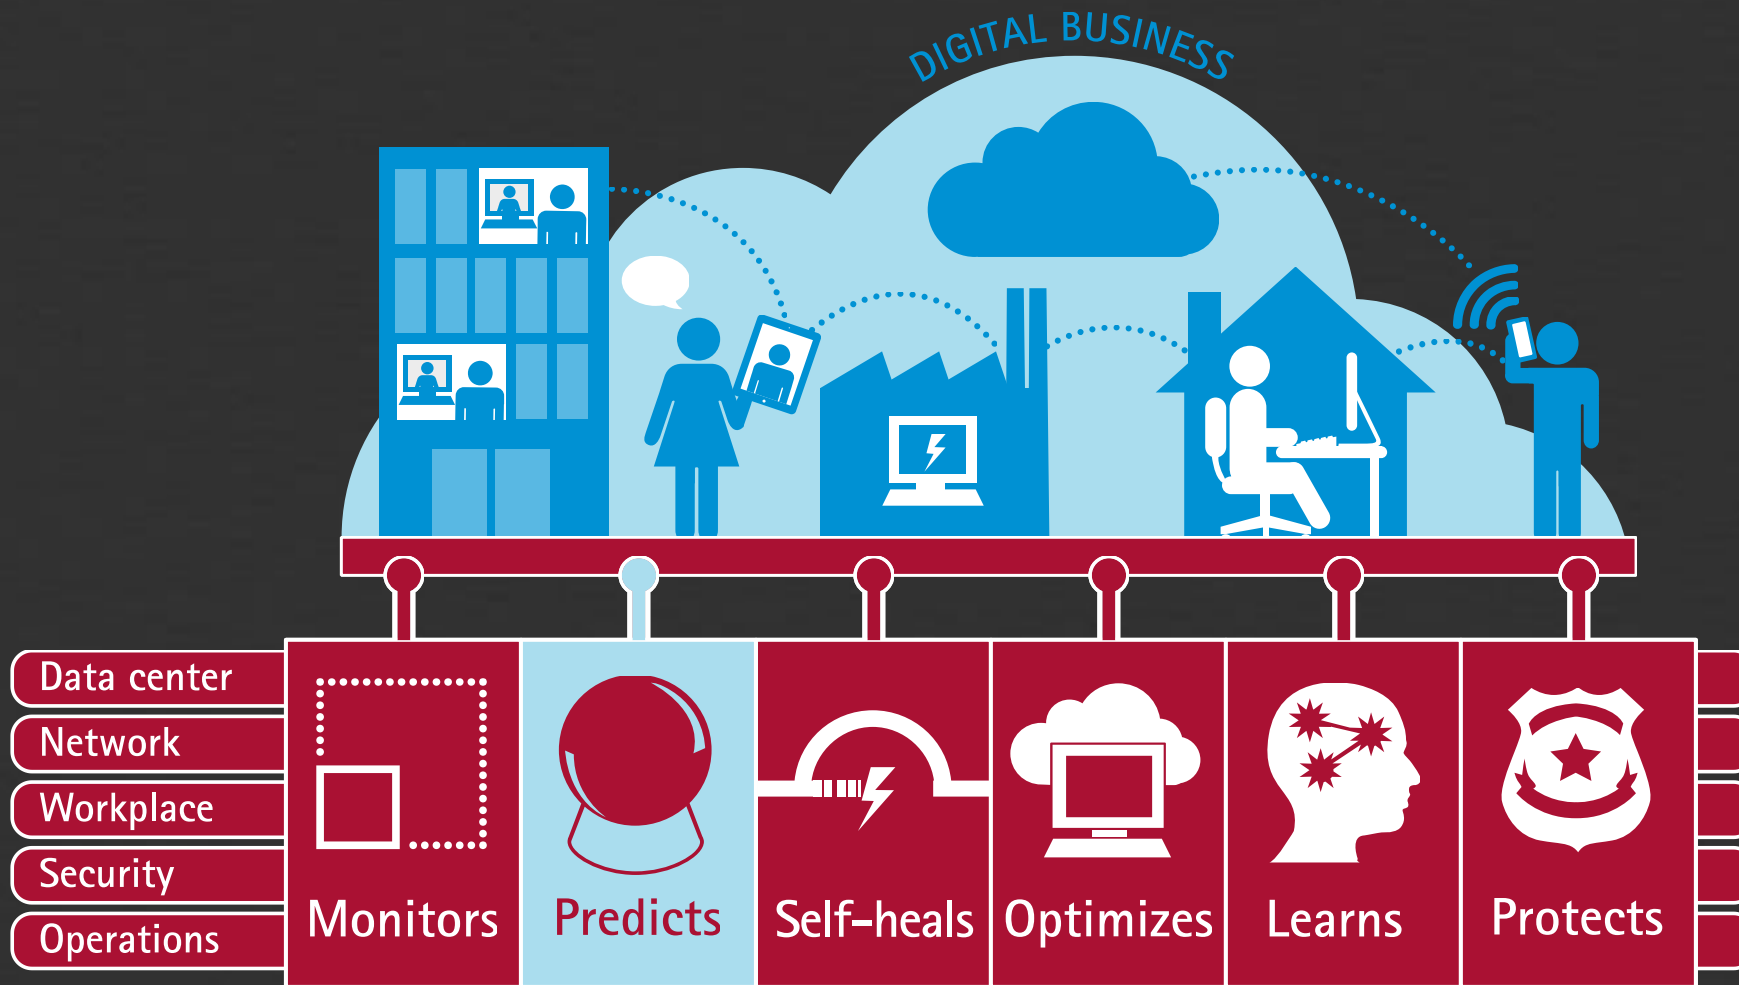 DIGITAL BUSINESS
Data center
Network
Workplace
Security
Operations
Monitors
Predicts
Self-heals
Optimizes
Learns
Protects